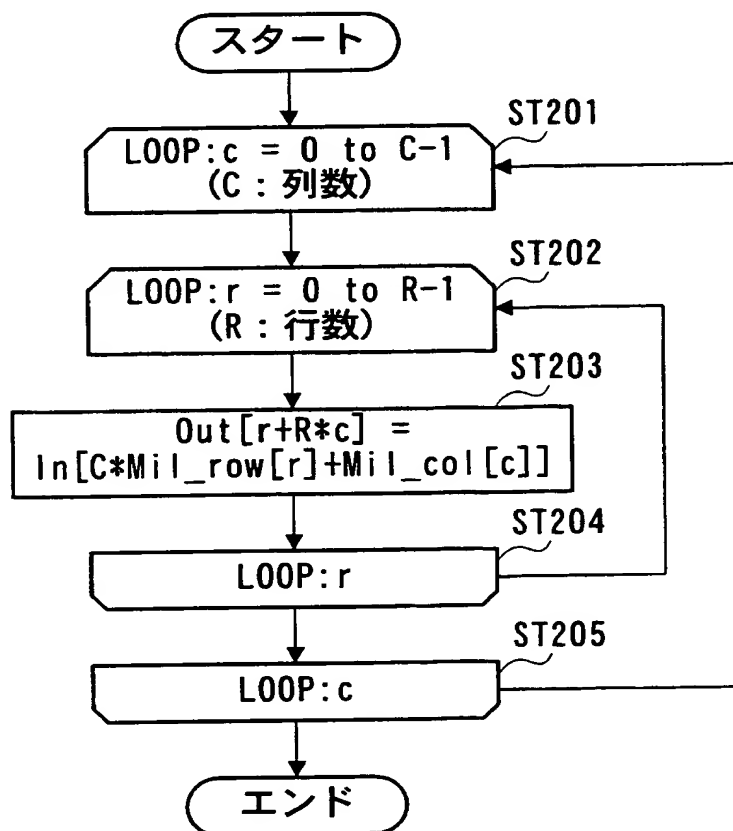 スタート
ST201
LOOP:c = 0 to C-1
(C : 列数)
ST202
LOOP:r = 0 to R-1
(R : 行数)
ST203
Out[r+R*c] =
In[C*Mil_row[r]+Mil_col[c]]
ST204
LOOP:r
ST205
LOOP:c
エンド